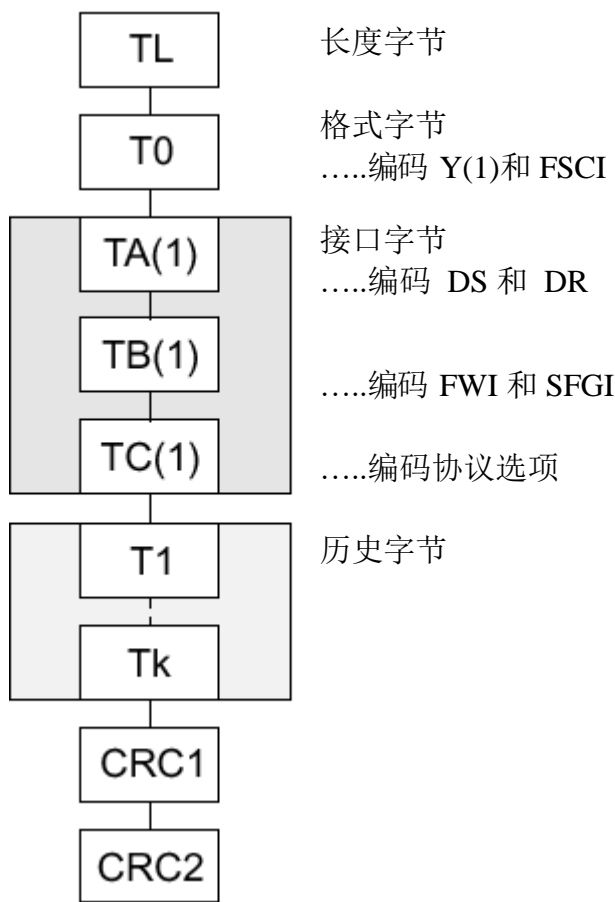 TL
长度字节
T0
格式字节
…..编码 Y(1)和 FSCI
TA(1)
接口字节
…..编码 DS 和 DR
TB(1)
…..编码 FWI 和 SFGI
TC(1)
…..编码协议选项
T1
历史字节
Tk
CRC1
CRC2